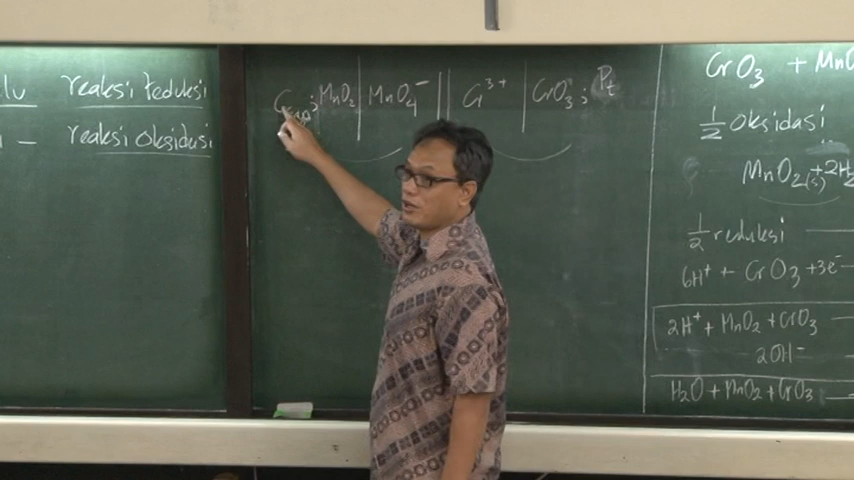 lu reaksi reduksi
– reaksi oksidasi
MnO2 | MnO4⁻ || Cr³⁺ | CrO3 ; Pt
CrO3 + MnO
1/2 oksidasi
MnO2(s) + 2H2
1/2 reduksi
6H⁺ + CrO3 + 3e⁻
2H⁺ + MnO2 + CrO3
2OH⁻
H2O + MnO2 + CrO3